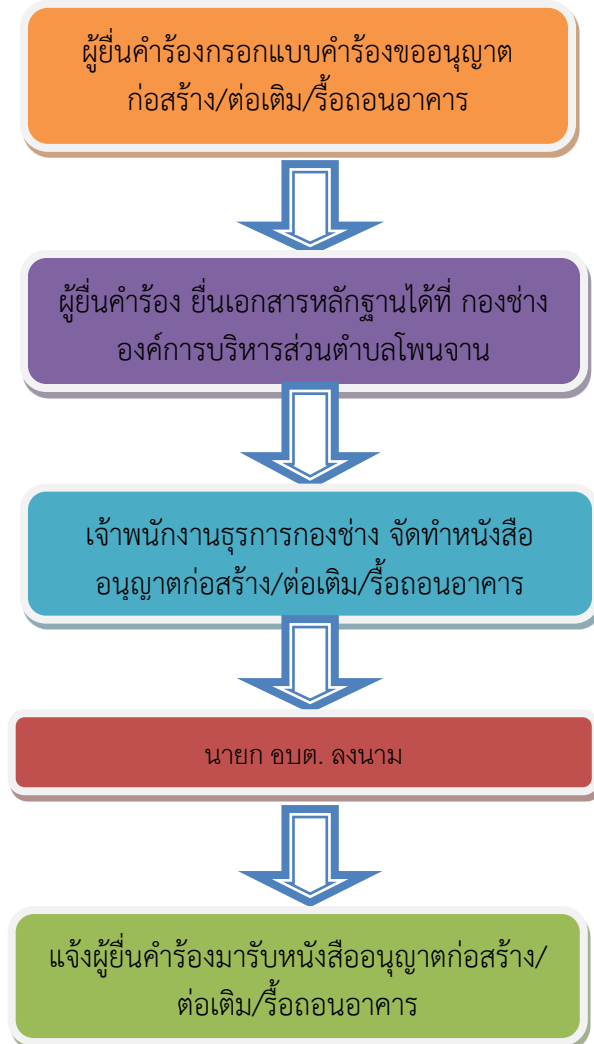 ผู้ยื่นคำร้องกรอกแบบคำร้องขออนุญาต
ก่อสร้าง/ต่อเติม/รื้อถอนอาคาร
ผู้ยื่นคำร้อง ยื่นเอกสารหลักฐานได้ที่ กองช่าง
องค์การบริหารส่วนตำบลโพนจาน
เจ้าพนักงานธุรการกองช่าง จัดทำหนังสือ
อนุญาตก่อสร้าง/ต่อเติม/รื้อถอนอาคาร
นายก อบต. ลงนาม
แจ้งผู้ยื่นคำร้องมารับหนังสืออนุญาตก่อสร้าง/
ต่อเติม/รื้อถอนอาคาร